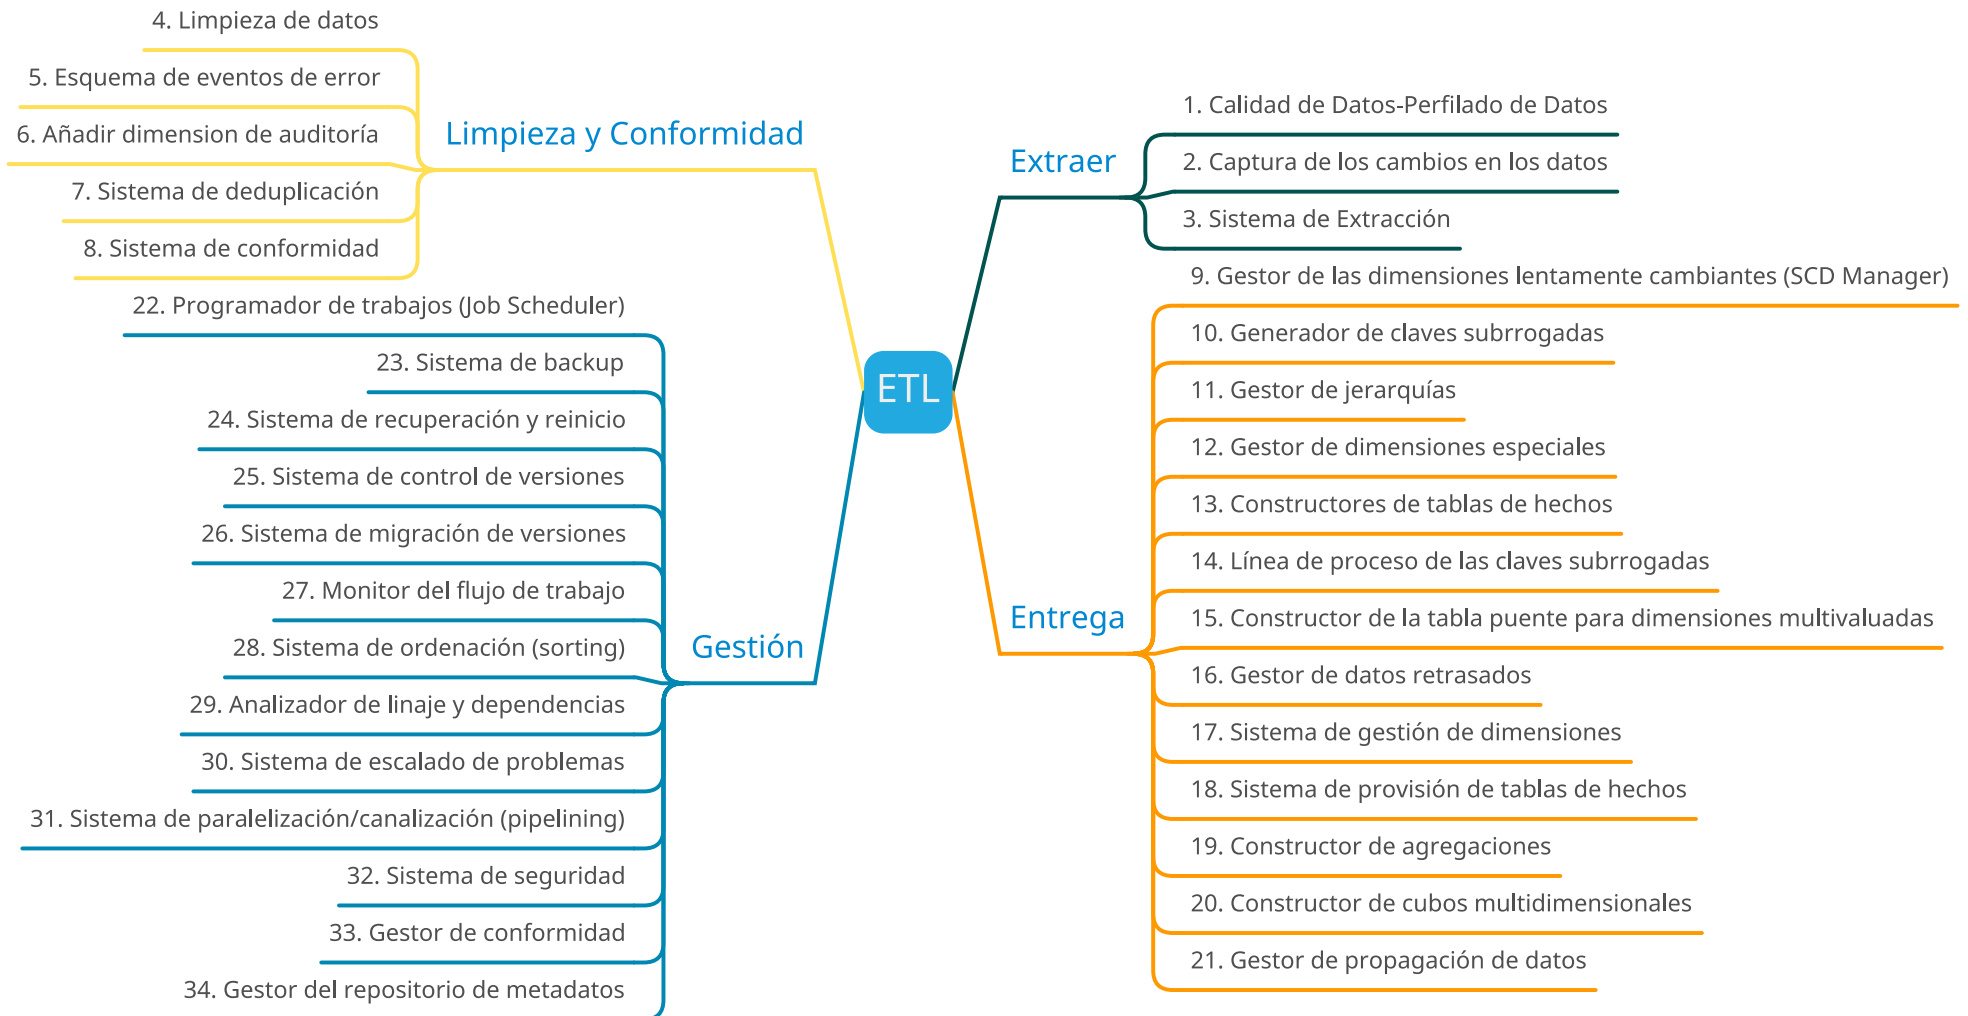 ETL
Extraer
1. Calidad de Datos-Perfilado de Datos
2. Captura de los cambios en los datos
3. Sistema de Extracción
Limpieza y Conformidad
4. Limpieza de datos
5. Esquema de eventos de error
6. Añadir dimension de auditoría
7. Sistema de deduplicación
8. Sistema de conformidad
Entrega
9. Gestor de las dimensiones lentamente cambiantes (SCD Manager)
10. Generador de claves subrrogadas
11. Gestor de jerarquías
12. Gestor de dimensiones especiales
13. Constructores de tablas de hechos
14. Línea de proceso de las claves subrrogadas
15. Constructor de la tabla puente para dimensiones multivaluadas
16. Gestor de datos retrasados
17. Sistema de gestión de dimensiones
18. Sistema de provisión de tablas de hechos
19. Constructor de agregaciones
20. Constructor de cubos multidimensionales
21. Gestor de propagación de datos
Gestión
22. Programador de trabajos (Job Scheduler)
23. Sistema de backup
24. Sistema de recuperación y reinicio
25. Sistema de control de versiones
26. Sistema de migración de versiones
27. Monitor del flujo de trabajo
28. Sistema de ordenación (sorting)
29. Analizador de linaje y dependencias
30. Sistema de escalado de problemas
31. Sistema de paralelización/canalización (pipelining)
32. Sistema de seguridad
33. Gestor de conformidad
34. Gestor del repositorio de metadatos